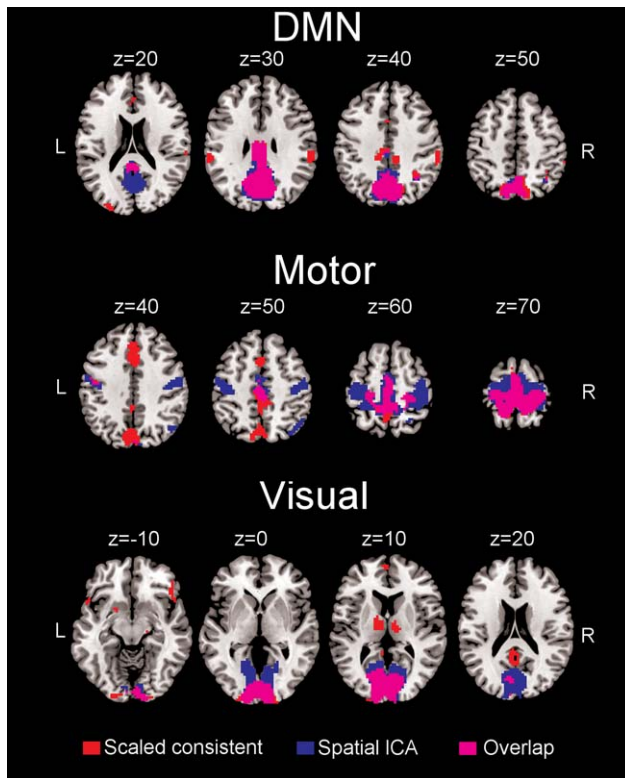 DMN
z=20 z=30 z=40 z=50
L R
Motor
z=40 z=50 z=60 z=70
L R
Visual
z=-10 z=0 z=10 z=20
L R
Scaled consistent Spatial ICA Overlap